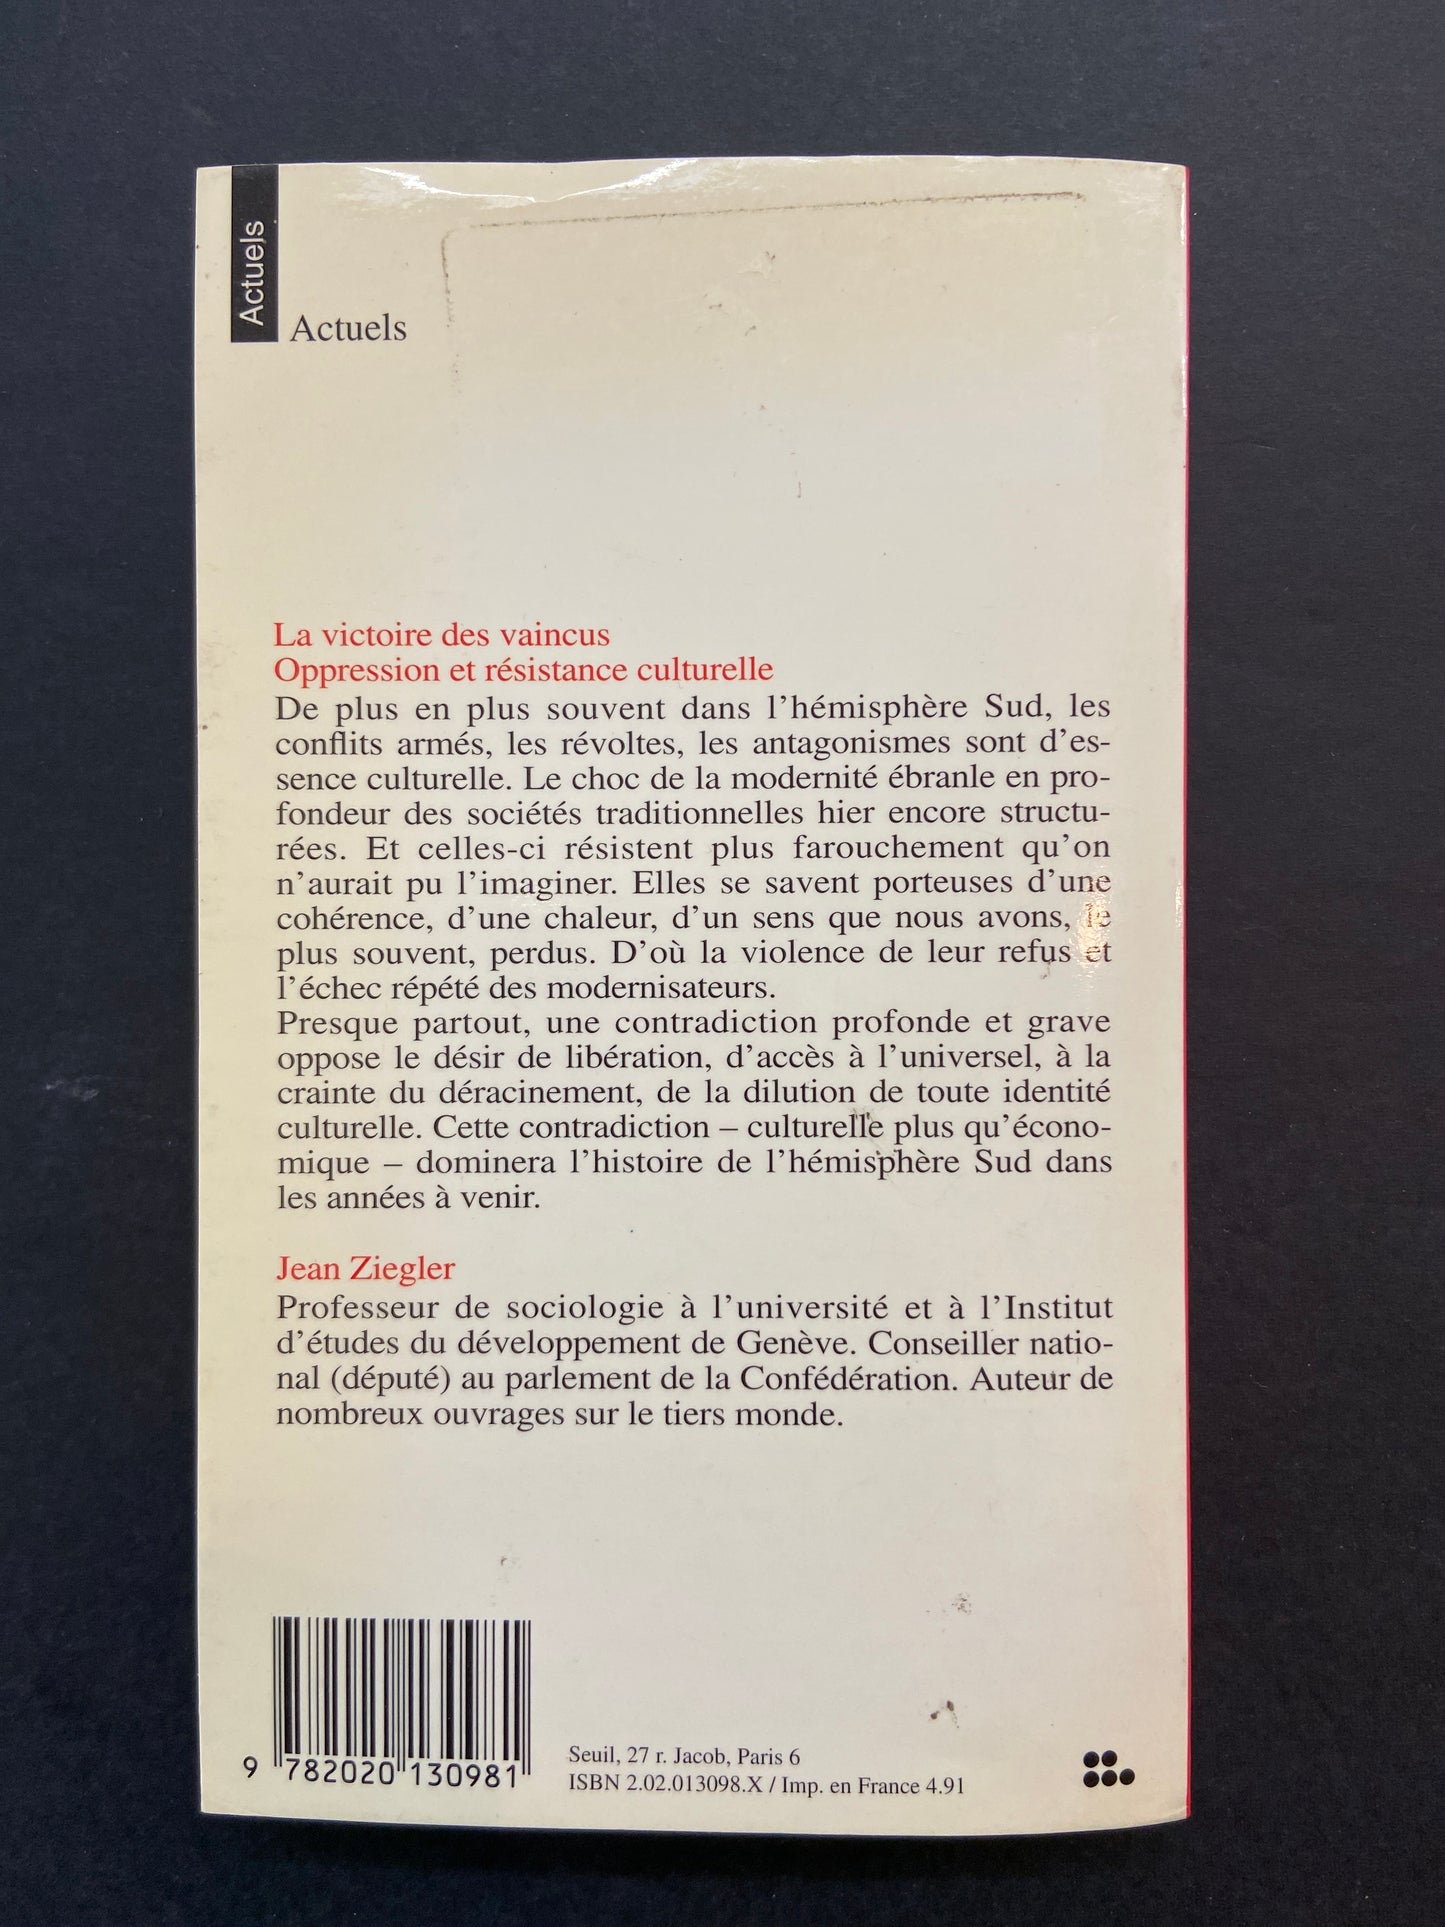 Actuels
Actuels
La victoire des vaincus
Oppression et résistance culturelle
De plus en plus souvent dans l'hémisphère Sud, les
conflits armés, les révoltes, les antagonismes sont d'es-
sence culturelle. Le choc de la modernité ébranle en pro-
fondeur des sociétés traditionnelles hier encore structu-
rées. Et celles-ci résistent plus farouchement qu'on
n'aurait pu l'imaginer. Elles se savent porteuses d'une
cohérence, d'une chaleur, d'un sens que nous avons, le
plus souvent, perdus. D'où la violence de leur refus et
l'échec répété des modernisateurs.
Presque partout, une contradiction profonde et grave
oppose le désir de libération, d'accès à l'universel, à la
crainte du déracinement, de la dilution de toute identité
culturelle. Cette contradiction – culturelle plus qu'écono-
mique – dominera l'histoire de l'hémisphère Sud dans
les années à venir.
Jean Ziegler
Professeur de sociologie à l'université et à l'Institut
d'études du développement de Genève. Conseiller natio-
nal (député) au parlement de la Confédération. Auteur de
nombreux ouvrages sur le tiers monde.
9 782020 130981
Seuil, 27 r. Jacob, Paris 6
ISBN 2.02.013098.X / Imp. en France 4.91